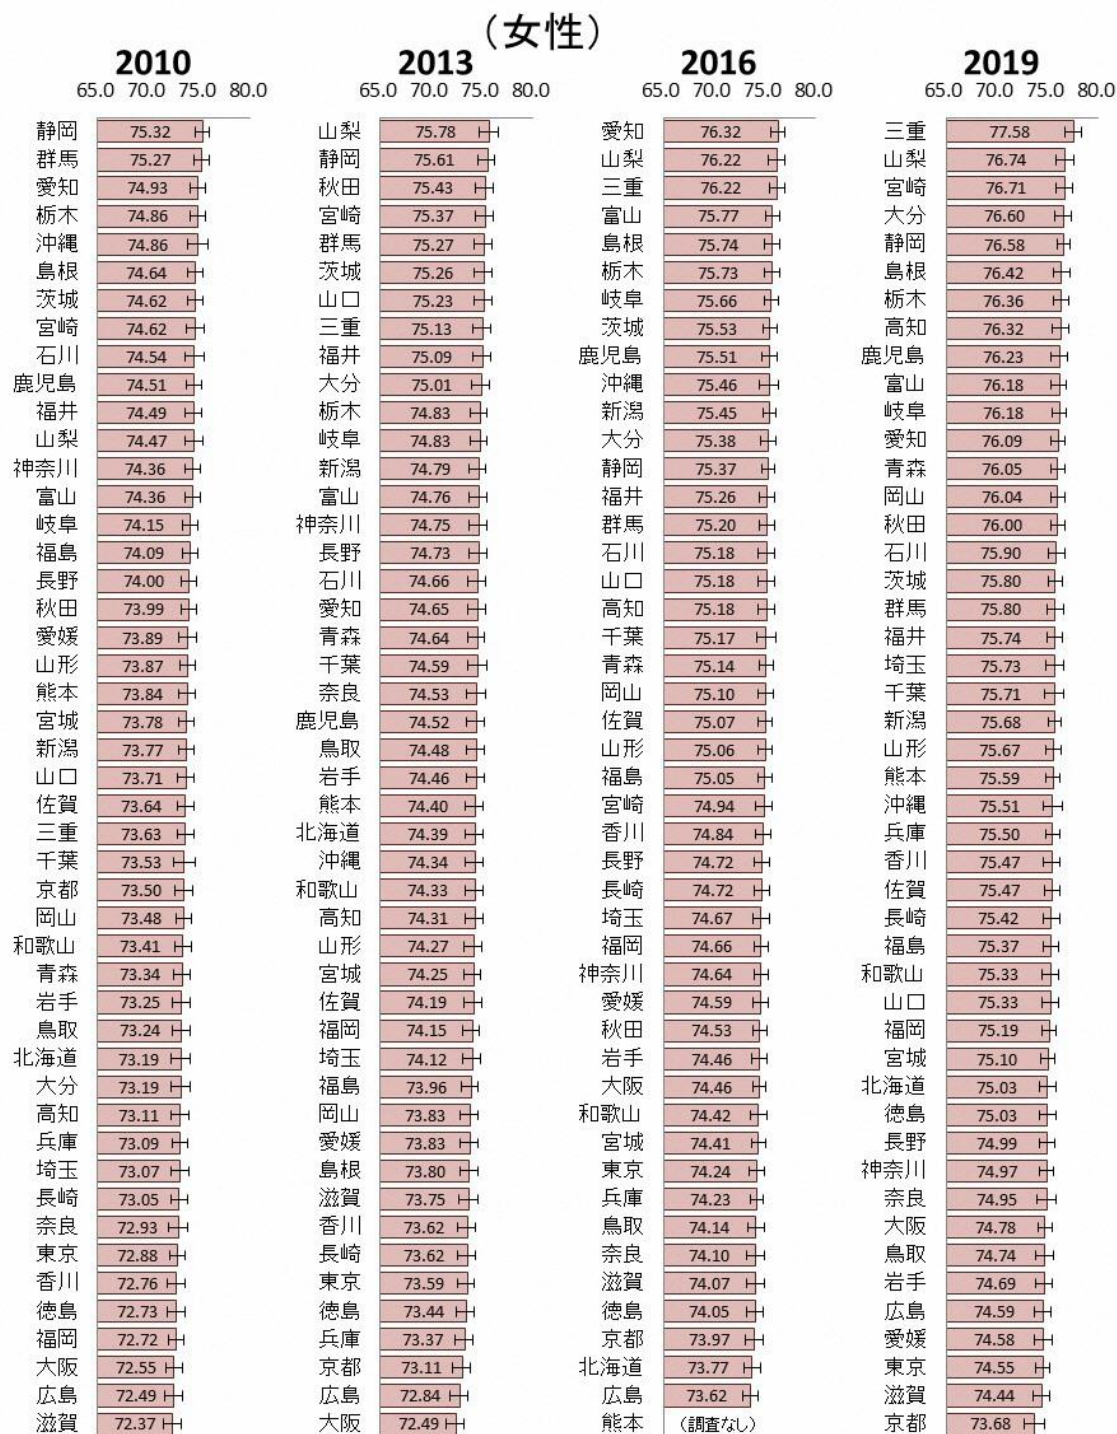 （女性）
2010 2013 2016 2019
65.0 70.0 75.0 80.0 65.0 70.0 75.0 80.0 65.0 70.0 75.0 80.0 65.0 70.0 75.0 80.0
静岡 75.32 山梨 75.78 愛知 76.32 三重 77.58
群馬 75.27 静岡 75.61 山梨 76.22 山梨 76.74
愛知 74.93 秋田 75.43 三重 76.22 宮崎 76.71
栃木 74.86 宮崎 75.37 富山 75.77 大分 76.60
沖縄 74.86 群馬 75.27 島根 75.74 静岡 76.58
島根 74.64 茨城 75.26 栃木 75.73 島根 76.42
茨城 74.62 山口 75.23 岐阜 75.66 栃木 76.36
宮崎 74.62 三重 75.13 茨城 75.53 高知 76.32
石川 74.54 福井 75.09 鹿児島 75.51 鹿児島 76.23
鹿児島 74.51 大分 75.01 沖縄 75.46 富山 76.18
福井 74.49 栃木 74.83 新潟 75.45 岐阜 76.18
山梨 74.47 岐阜 74.83 大分 75.38 愛知 76.09
神奈川 74.36 新潟 74.79 静岡 75.37 青森 76.05
富山 74.36 富山 74.76 福井 75.26 岡山 76.04
岐阜 74.15 神奈川 74.75 群馬 75.20 秋田 76.00
福島 74.09 長野 74.73 石川 75.18 石川 75.90
長野 74.00 石川 74.66 山口 75.18 茨城 75.80
秋田 73.99 愛知 74.65 高知 75.18 群馬 75.80
愛媛 73.89 青森 74.64 千葉 75.17 福井 75.74
山形 73.87 千葉 74.59 青森 75.14 埼玉 75.73
熊本 73.84 奈良 74.53 岡山 75.10 千葉 75.71
宮城 73.78 鹿児島 74.52 佐賀 75.07 新潟 75.68
新潟 73.77 鳥取 74.48 山形 75.06 山形 75.67
山口 73.71 岩手 74.46 福島 75.05 熊本 75.59
佐賀 73.64 熊本 74.40 宮崎 74.94 沖縄 75.51
三重 73.63 北海道 74.39 香川 74.84 兵庫 75.50
千葉 73.53 沖縄 74.34 長野 74.72 香川 75.47
京都 73.50 和歌山 74.33 長崎 74.72 佐賀 75.47
岡山 73.48 高知 74.31 埼玉 74.67 長崎 75.42
和歌山 73.41 山形 74.27 福岡 74.66 福島 75.37
青森 73.34 宮城 74.25 神奈川 74.64 和歌山 75.33
岩手 73.25 佐賀 74.19 愛媛 74.59 山口 75.33
鳥取 73.24 福岡 74.15 秋田 74.53 福岡 75.19
北海道 73.19 埼玉 74.12 岩手 74.46 宮城 75.10
大分 73.19 福島 73.96 大阪 74.46 北海道 75.03
高知 73.11 岡山 73.83 和歌山 74.42 徳島 75.03
兵庫 73.09 愛媛 73.83 宮城 74.41 長野 74.99
埼玉 73.07 島根 73.80 東京 74.24 神奈川 74.97
長崎 73.05 滋賀 73.75 兵庫 74.23 奈良 74.95
奈良 72.93 香川 73.62 鳥取 74.14 大阪 74.78
東京 72.88 長崎 73.62 奈良 74.10 鳥取 74.74
香川 72.76 東京 73.59 滋賀 74.07 岩手 74.69
徳島 72.73 徳島 73.44 徳島 74.05 広島 74.59
福岡 72.72 兵庫 73.37 京都 73.97 愛媛 74.58
大阪 72.55 京都 73.11 北海道 73.77 東京 74.55
広島 72.49 広島 72.84 広島 73.62 滋賀 74.44
滋賀 72.37 大阪 72.49 熊本 （調査なし） 京都 73.68